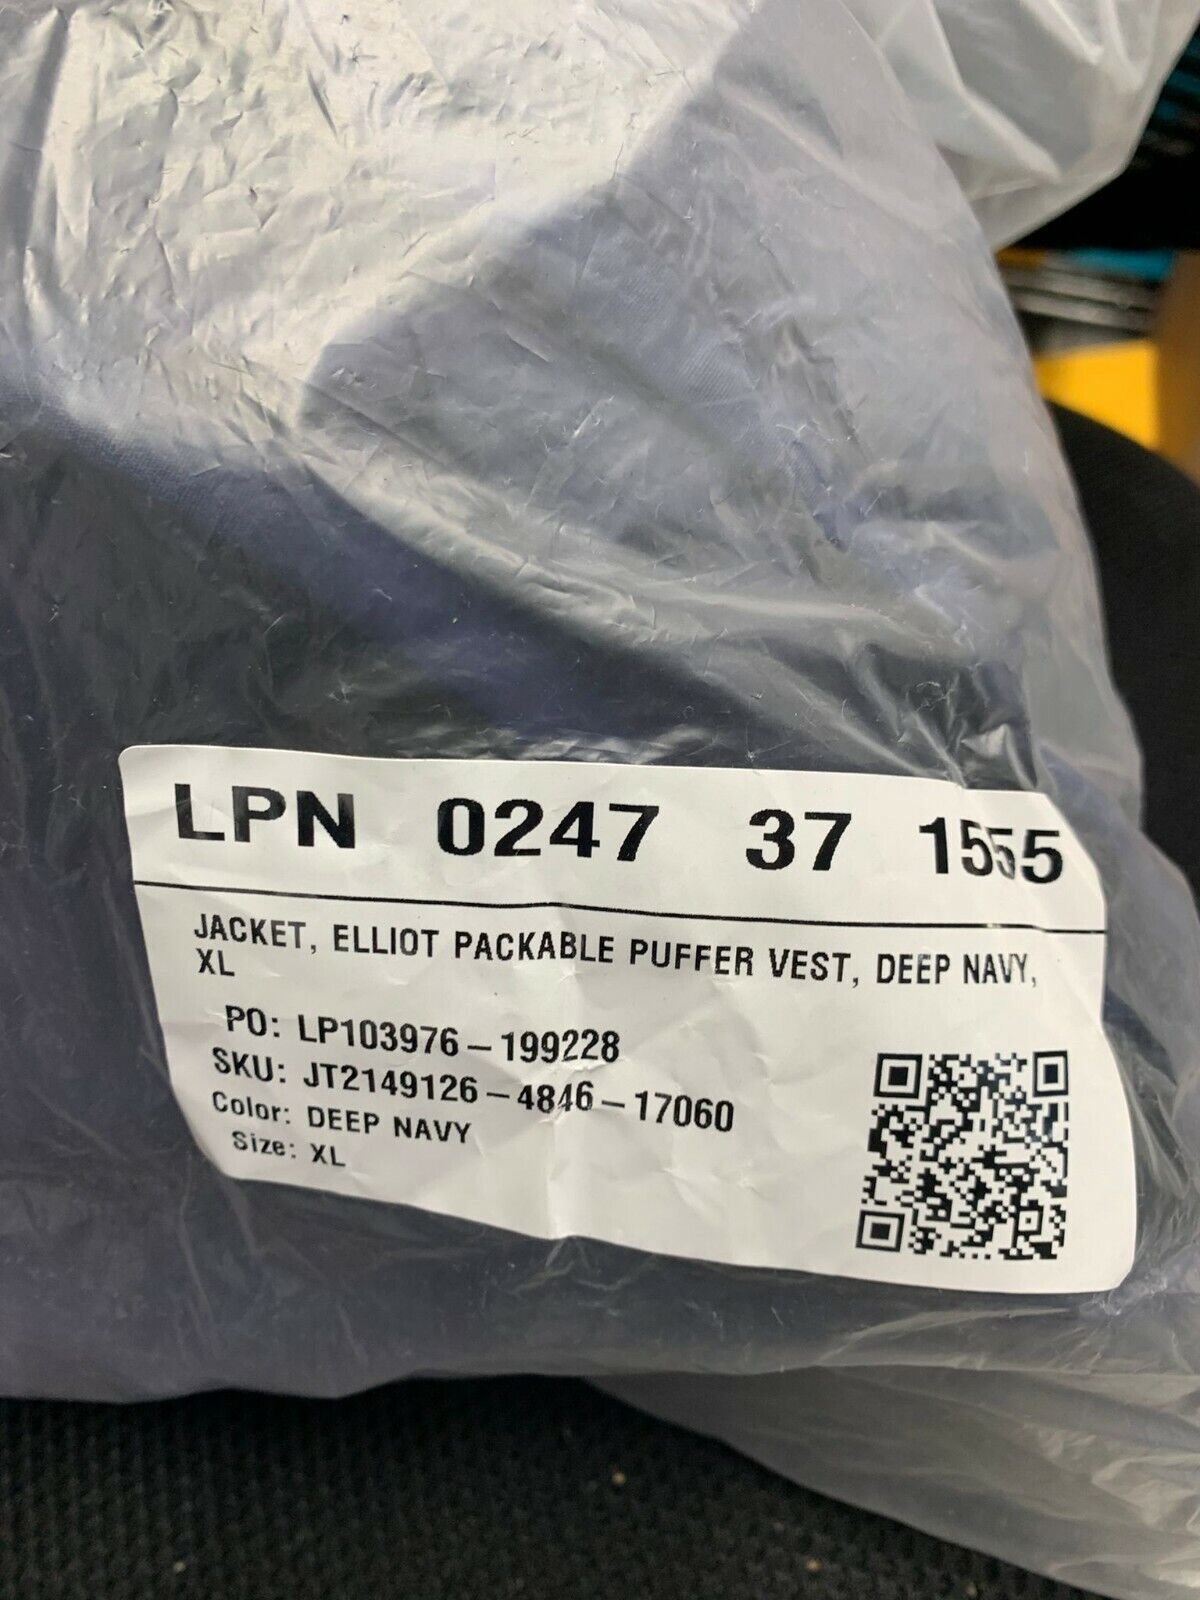 LPN 0247 37 1555
JACKET, ELLIOT PACKABLE PUFFER VEST, DEEP NAVY,
XL
PO: LP103976-199228
SKU: JT2149126-4846-17060
Color: DEEP NAVY
Size: XL